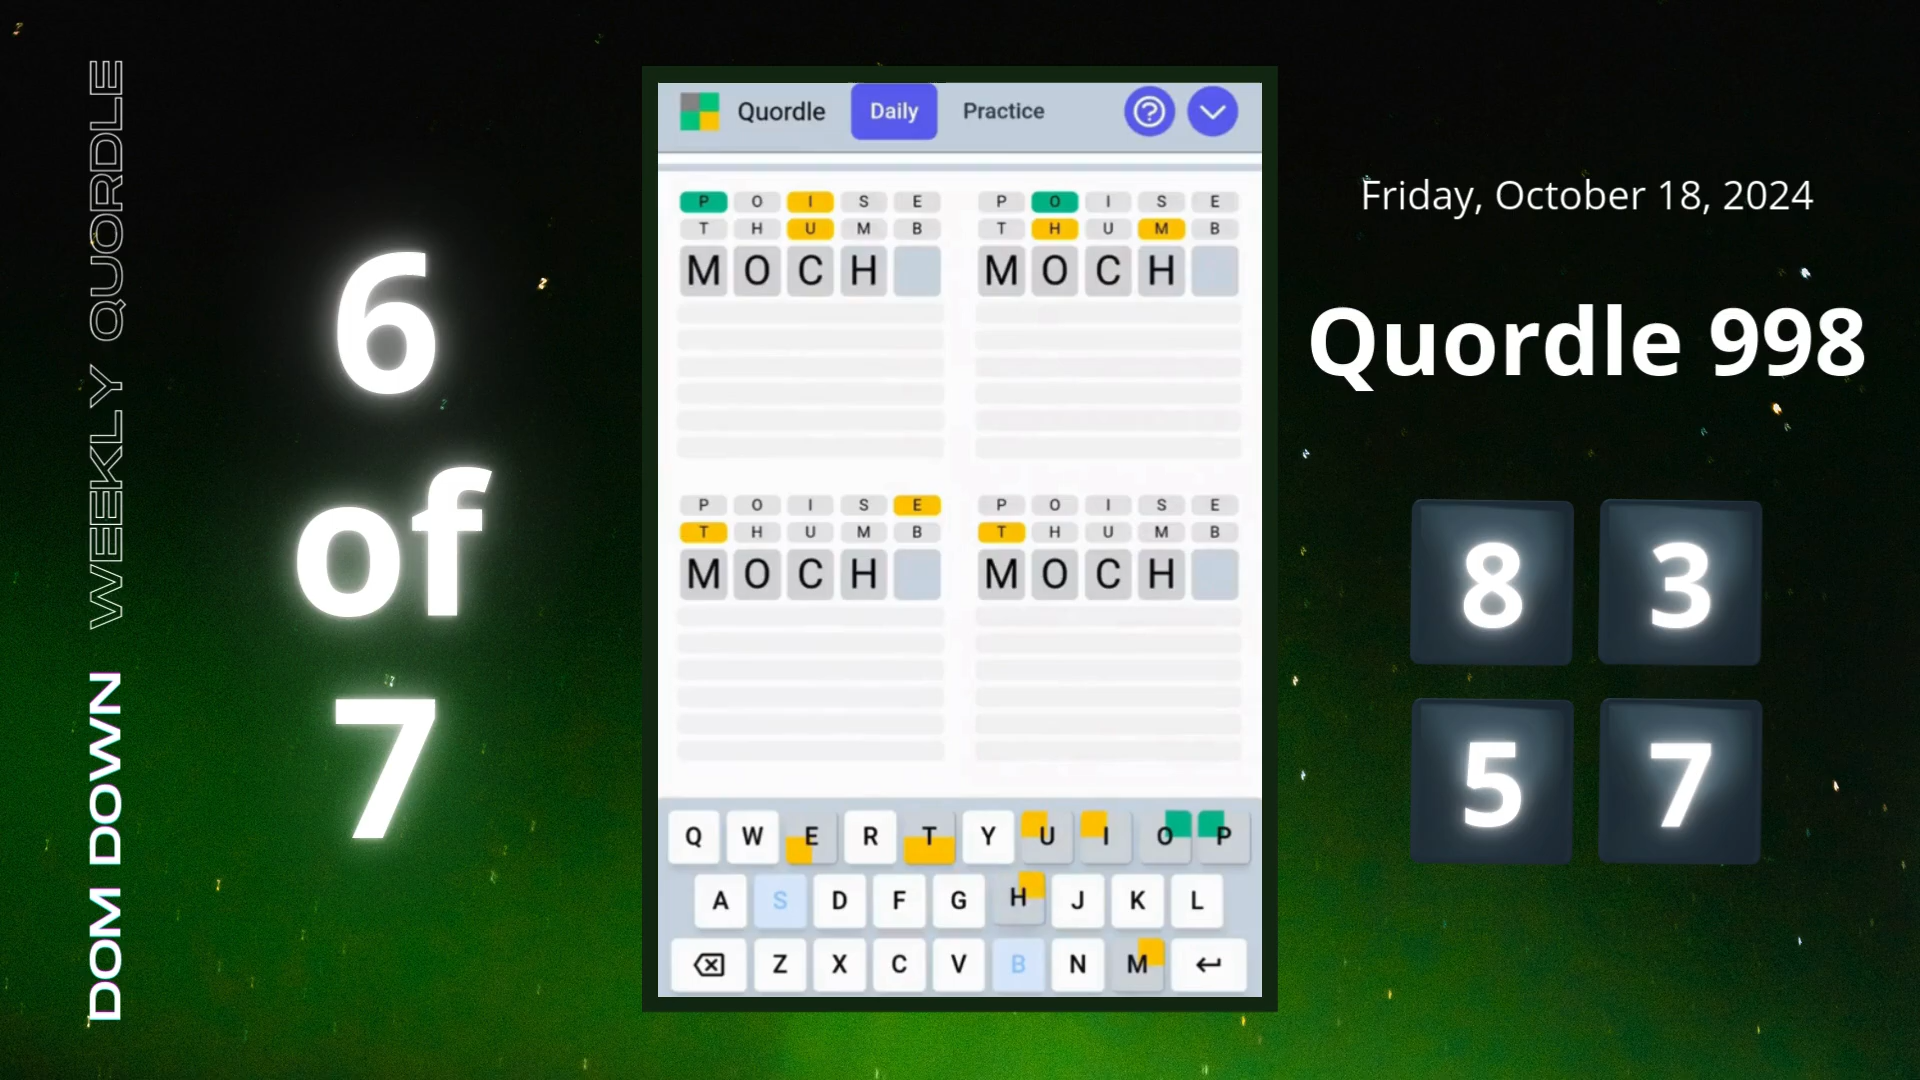 DOM DOWN WEEKLY QUORDLE
6
of
7
Quordle Daily Practice ?
P O I S E
T H U M B
M O C H
P O I S E
T H U M B
M O C H
P O I S E
T H U M B
M O C H
P O I S E
T H U M B
M O C H
Q W E R T Y U I O P
A S D F G H J K L
Z X C V B N M
Friday, October 18, 2024
Quordle 998
8 3
5 7